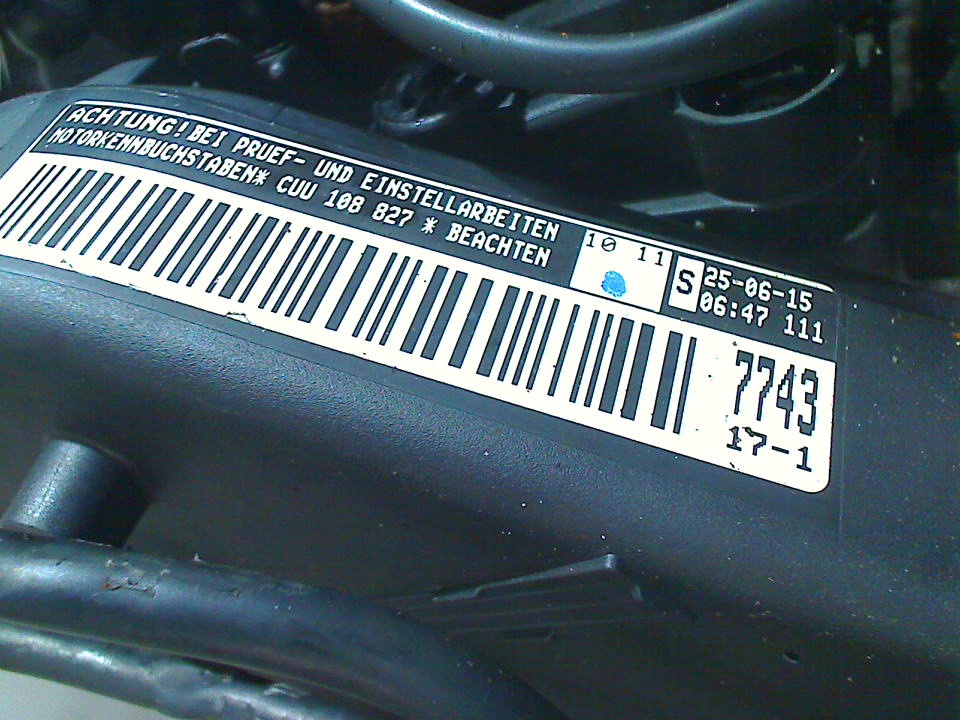 ACHTUNG! BEI PRUEF- UND EINSTELLARBEITEN
MOTORKENNBUCHSTABEN* CUU 108 827 * BEACHTEN
10 11
S
25-06-15
06:47 111
7743
17-1